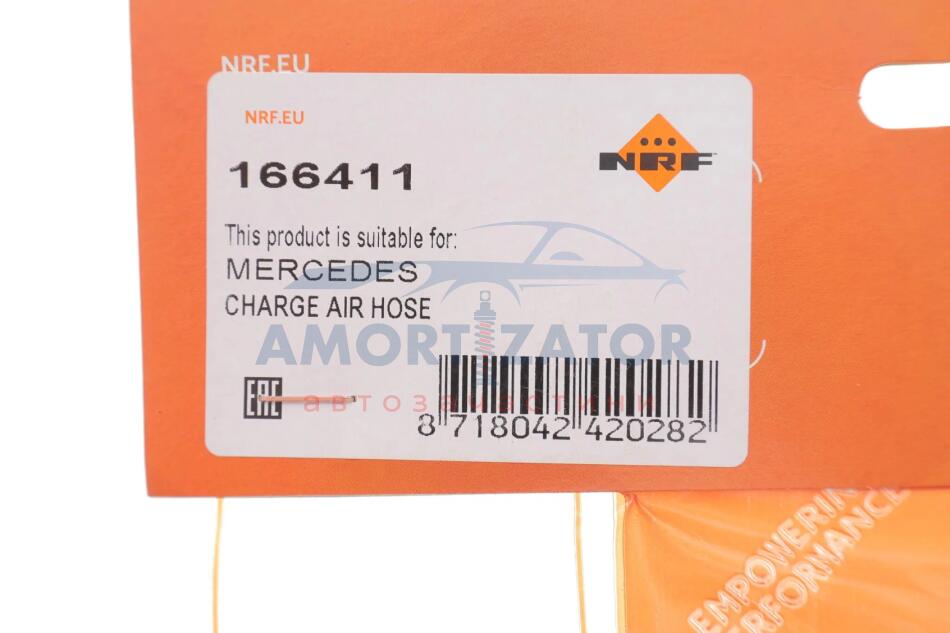 NRF.EU
NRF.EU
NRF
166411
This product is suitable for:
MERCEDES
CHARGE AIR HOSE
AMORTIZATOR
автозапчастини
EAC
8 718042 420282
EMPOWERING
PERFORMANCE